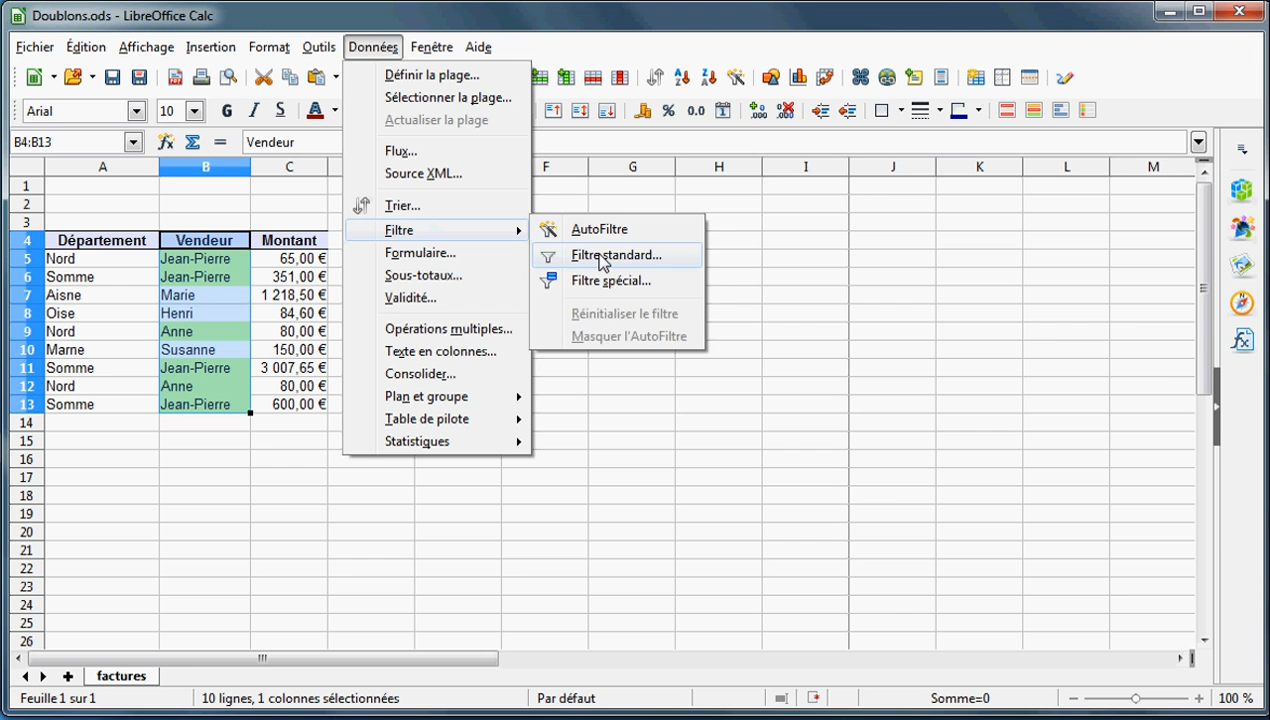 Doublons.ods - LibreOffice Calc
Fichier Édition Affichage Insertion Format Outils Données Fenêtre Aide
Arial 10 G I S A % 0.0
B4:B13 Vendeur
A B C F G H I J K L M
1
2
3
4 Département Vendeur Montant
5 Nord Jean-Pierre 65,00 €
6 Somme Jean-Pierre 351,00 €
7 Aisne Marie 1 218,50 €
8 Oise Henri 84,60 €
9 Nord Anne 80,00 €
10 Marne Susanne 150,00 €
11 Somme Jean-Pierre 3 007,65 €
12 Nord Anne 80,00 €
13 Somme Jean-Pierre 600,00 €
14
15
16
17
18
19
20
21
22
23
24
25
26
Définir la plage...
Sélectionner la plage...
Actualiser la plage
Flux...
Source XML...
Trier...
Filtre
Formulaire...
Sous-totaux...
Validité...
Opérations multiples...
Texte en colonnes...
Consolider...
Plan et groupe
Table de pilote
Statistiques
AutoFiltre
Filtre standard...
Filtre spécial...
Réinitialiser le filtre
Masquer l'AutoFiltre
factures
Feuille 1 sur 1 10 lignes, 1 colonnes sélectionnées Par défaut Somme=0 100 %